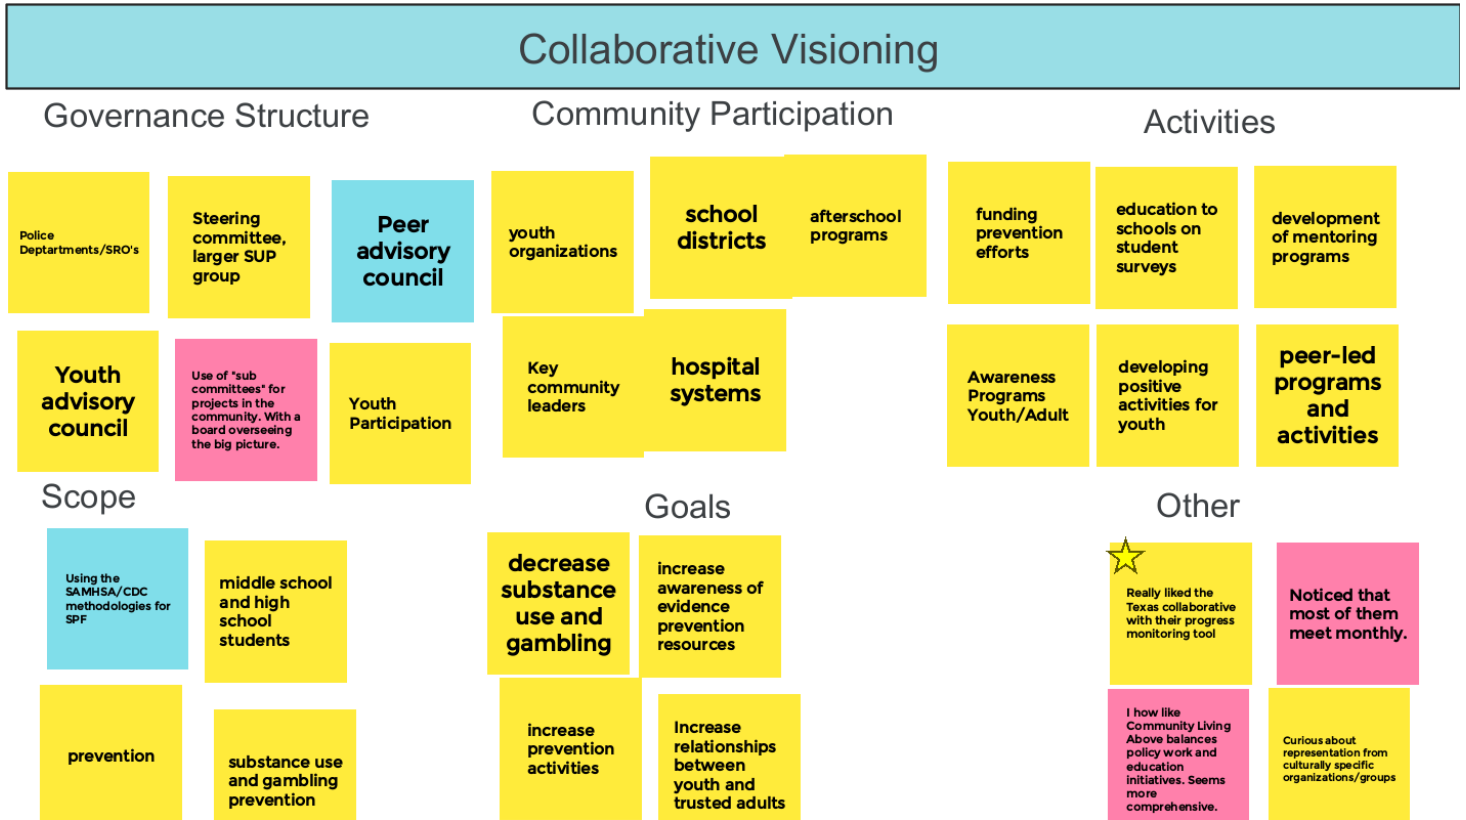 Collaborative Visioning
Governance Structure
Police
Deptartments/SRO's
Steering
committee,
larger SUP
group
Peer
advisory
council
Youth
advisory
council
Use of "sub
committees" for
projects in the
community. With a
board overseeing
the big picture.
Youth
Participation
Community Participation
youth
organizations
school
districts
afterschool
programs
Key
community
leaders
hospital
systems
Activities
funding
prevention
efforts
education to
schools on
student
surveys
development
of mentoring
programs
Awareness
Programs
Youth/Adult
developing
positive
activities for
youth
peer-led
programs
and
activities
Scope
Using the
SAMHSA/CDC
methodologies for
SPF
middle school
and high
school
students
prevention
substance use
and gambling
prevention
Goals
decrease
substance
use and
gambling
increase
awareness of
evidence
prevention
resources
increase
prevention
activities
Increase
relationships
between
youth and
trusted adults
Other
Really liked the
Texas collaborative
with their progress
monitoring tool
Noticed that
most of them
meet monthly.
I how like
Community Living
Above balances
policy work and
education
initiatives. Seems
more
comprehensive.
Curious about
representation from
culturally specific
organizations/groups